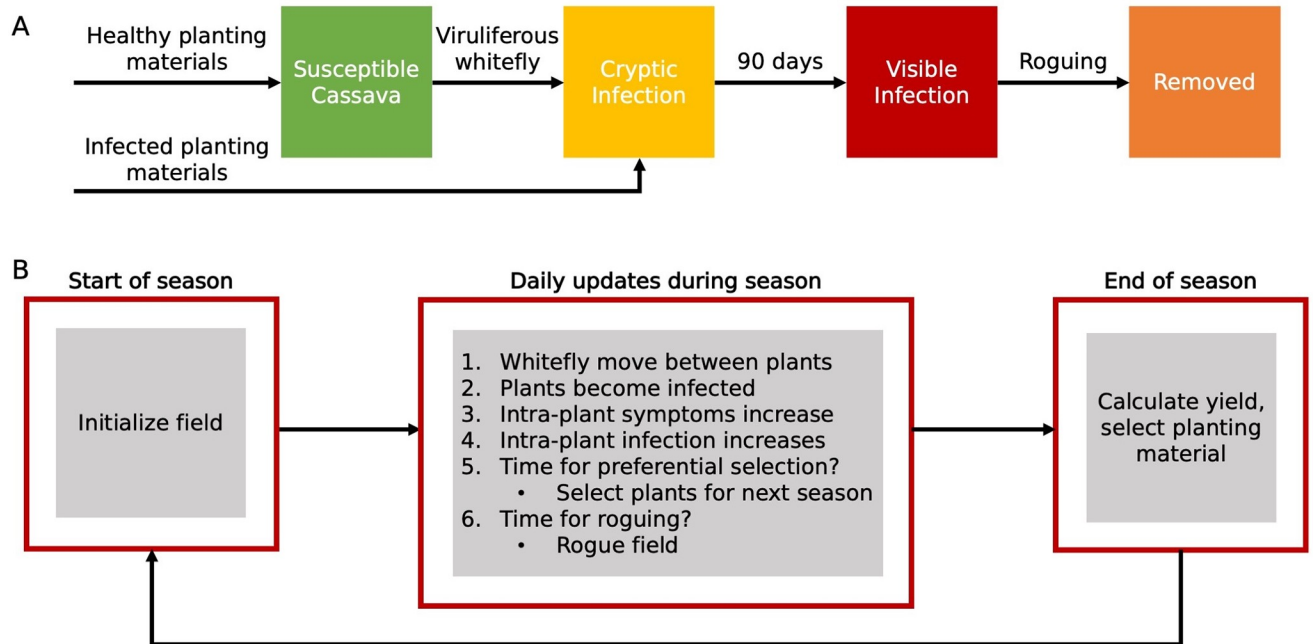 A
Healthy planting
materials
Susceptible
Cassava
Viruliferous
whitefly
Cryptic
Infection
90 days
Visible
Infection
Roguing
Removed
Infected planting
materials
B
Start of season
Initialize field
Daily updates during season
1. Whitefly move between plants
2. Plants become infected
3. Intra-plant symptoms increase
4. Intra-plant infection increases
5. Time for preferential selection?
• Select plants for next season
6. Time for roguing?
• Rogue field
End of season
Calculate yield,
select planting
material